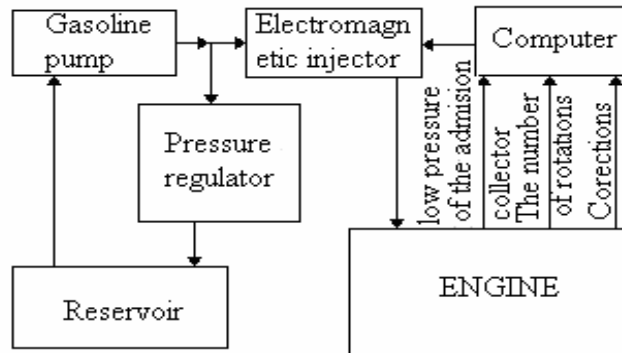 Gasoline
pump
Electromagn
etic injector
Computer
Pressure
regulator
low pressure
of the admision
collector
The number
of rotations
Corections
Reservoir
ENGINE